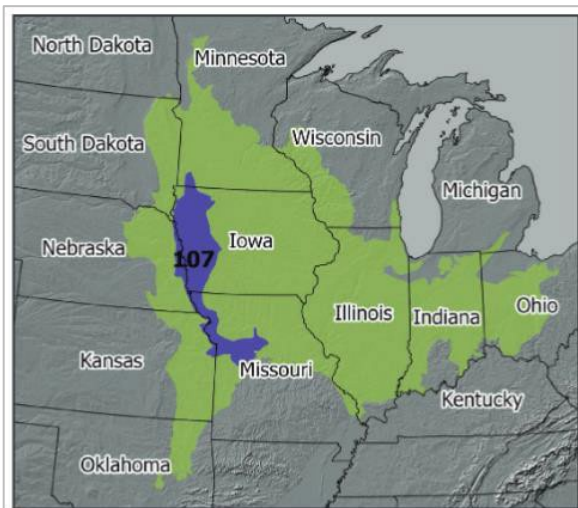 North Dakota
Minnesota
South Dakota
Wisconsin
Michigan
Nebraska
107
Iowa
Illinois
Indiana
Ohio
Kansas
Missouri
Kentucky
Oklahoma